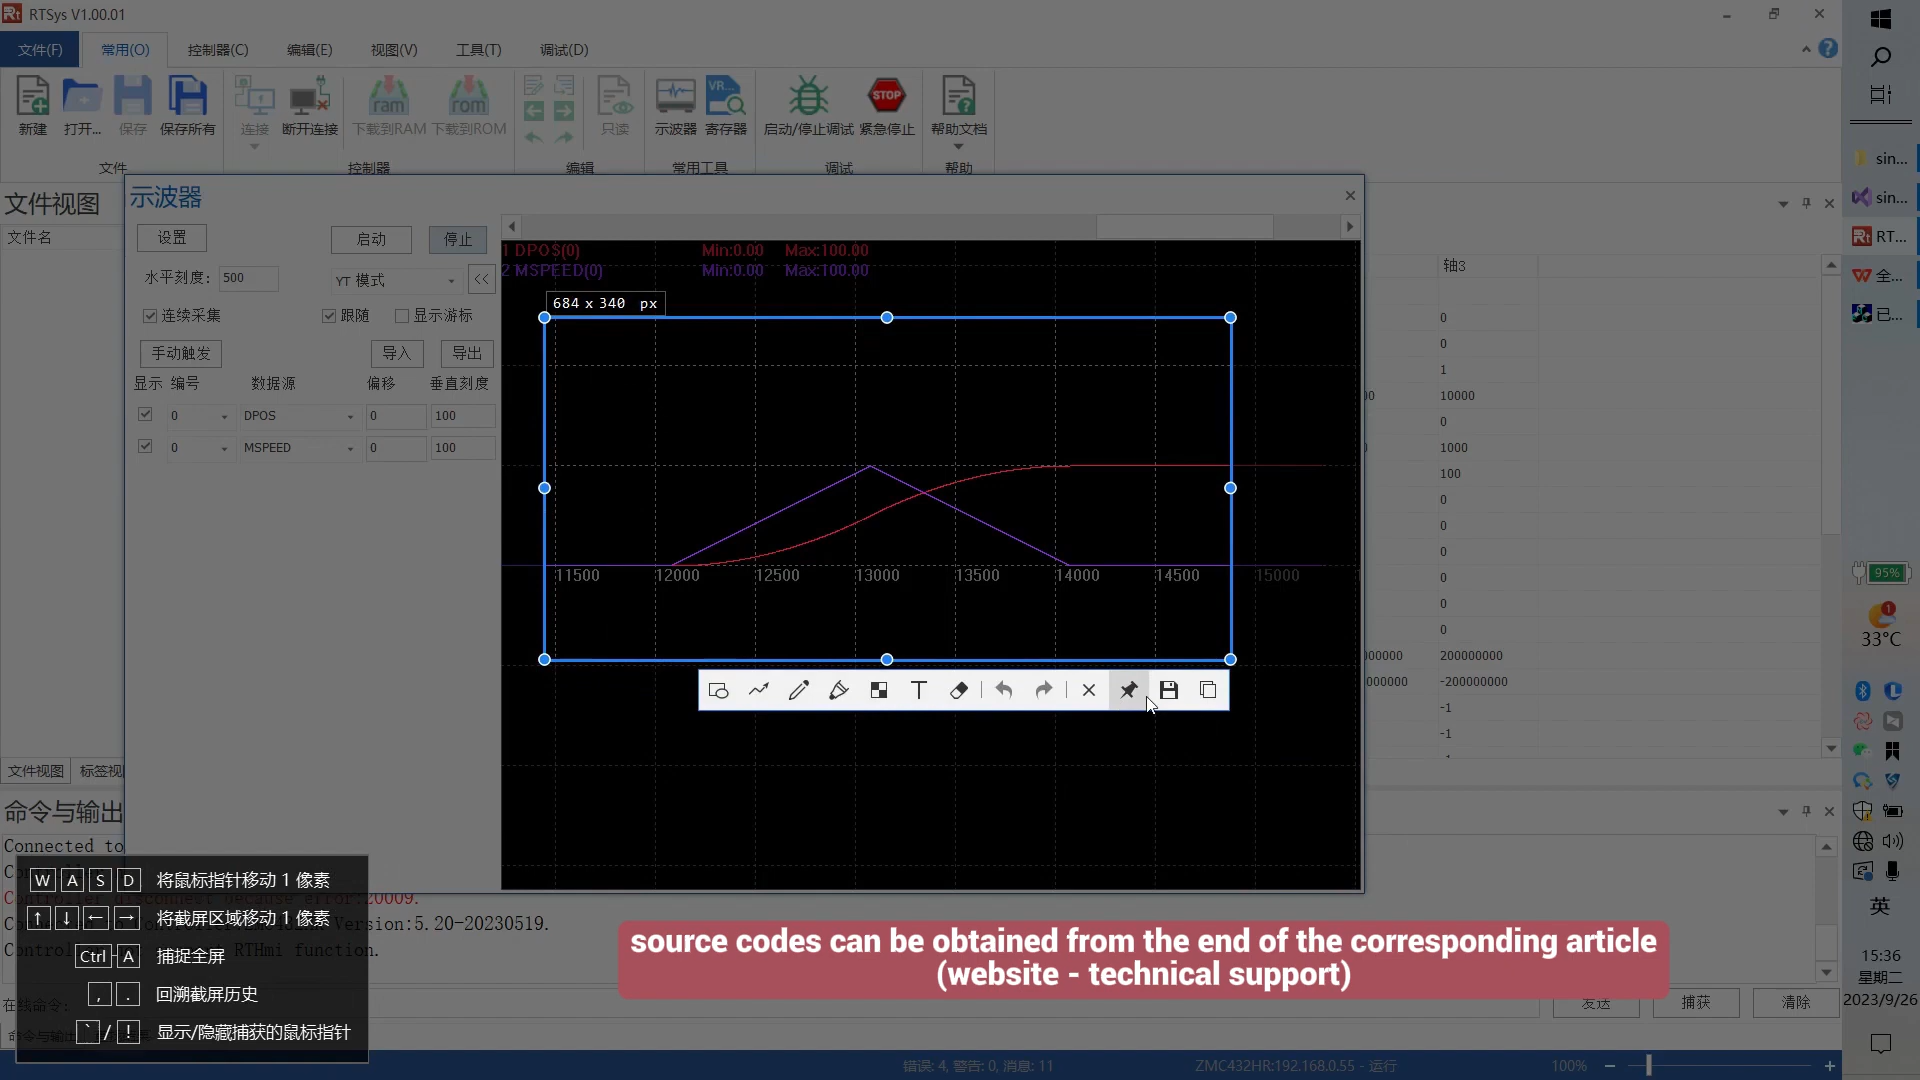 RTSys V1.00.01
文件(F) 常用(O) 控制器(C) 编辑(E) 视图(V) 工具(T) 调试(D)
新建 打开... 保存 保存所有 连接 断开连接 下载到RAM 下载到ROM 只读 示波器 寄存器 启动/停止调试 紧急停止 帮助文档
文件 控制器 编辑 常用工具 调试 帮助
文件视图
文件名
示波器
设置 启动 停止
水平刻度: 500 YT 模式 <<
连续采集 跟随 显示游标
手动触发 导入 导出
显示 编号 数据源 偏移 垂直刻度
0 DPOS 0 100
0 MSPEED 0 100
1 DPOS(0) Min:0.00 Max:100.00
2 MSPEED(0) Min:0.00 Max:100.00
684 x 340 px
11500 12000 12500 13000 13500 14000 14500 15000
轴3
0
0
1
10000
0
1000
100
0
0
0
0
0
0
200000000
-200000000
-1
-1
文件视图
命令与输出
Connected to
Version:5.20-20230519.
RTHmi function.
W A S D 将鼠标指针移动 1 像素
↑ ↓ ← → 将截屏区域移动 1 像素
Ctrl A 捕捉全屏
, . 回溯截屏历史
` / ! 显示/隐藏捕获的鼠标指针
source codes can be obtained from the end of the corresponding article
(website - technical support)
发送 捕获 清除
错误: 4, 警告: 0, 消息: 11 ZMC432HR:192.168.0.55 - 运行 100%
sin...
sin...
RT...
全...
已...
95%
33°C
英
15:36
星期二
2023/9/26